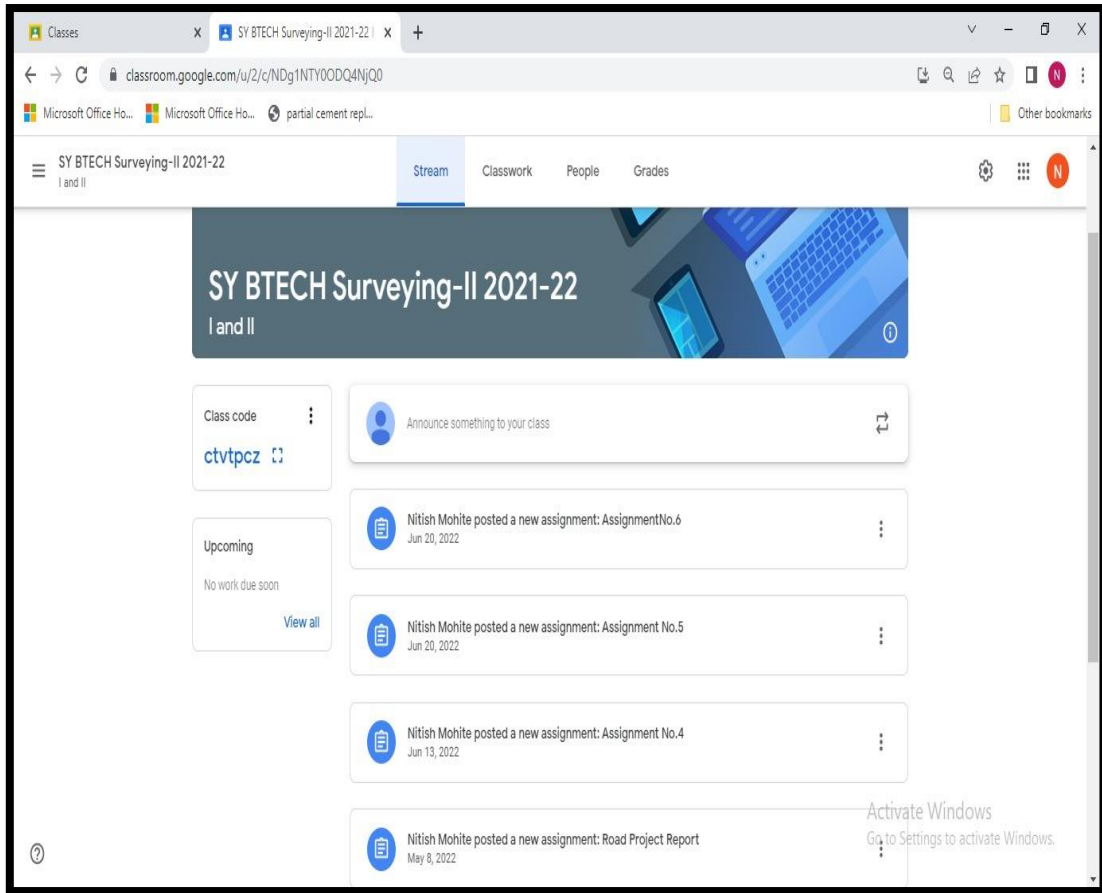 Classes
SY BTECH Surveying-II 2021-22 I
classroom.google.com/u/2/c/NDg1NTY0ODQ4NjQ0
N
Microsoft Office Ho...
Microsoft Office Ho...
partial cement repl...
Other bookmarks
SY BTECH Surveying-II 2021-22
I and II
Stream
Classwork
People
Grades
N
SY BTECH Surveying-II 2021-22
I and II
Class code
ctvtpcz
Announce something to your class
Upcoming
No work due soon
View all
Nitish Mohite posted a new assignment: AssignmentNo.6
Jun 20, 2022
Nitish Mohite posted a new assignment: Assignment No.5
Jun 20, 2022
Nitish Mohite posted a new assignment: Assignment No.4
Jun 13, 2022
Nitish Mohite posted a new assignment: Road Project Report
May 8, 2022
Activate Windows
Go to Settings to activate Windows.